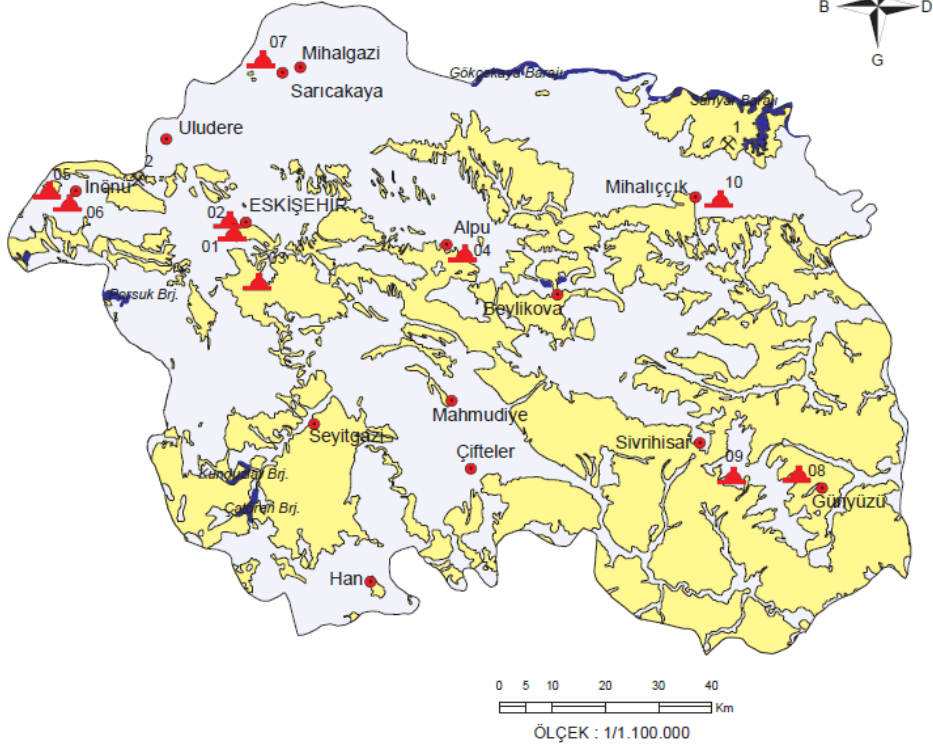 B
D
G
07
Mihalgazi
Sarıcakaya
Gökçekaya Barajı
Sarıyar Barajı
1
Uludere
2
05
İnönü
06
Mihalıççık
10
02
ESKİŞEHİR
01
Alpu
04
03
Porsuk Brj.
Beylikova
Mahmudiye
Seyitgazi
Sivrihisar
Çifteler
09
08
Günyüzü
Kunduzlar Brj.
Çatören Brj.
Han
0 5 10 20 30 40
Km
ÖLÇEK : 1/1.100.000